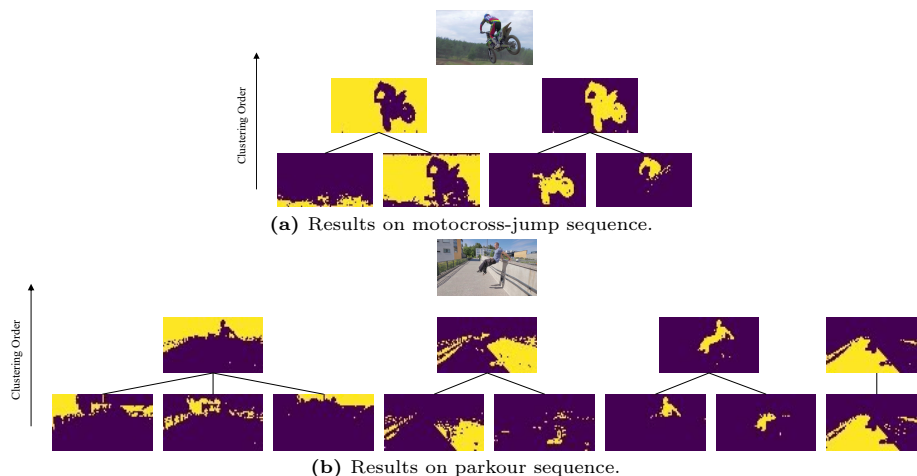 Clustering Order
(a) Results on motocross-jump sequence.
Clustering Order
(b) Results on parkour sequence.